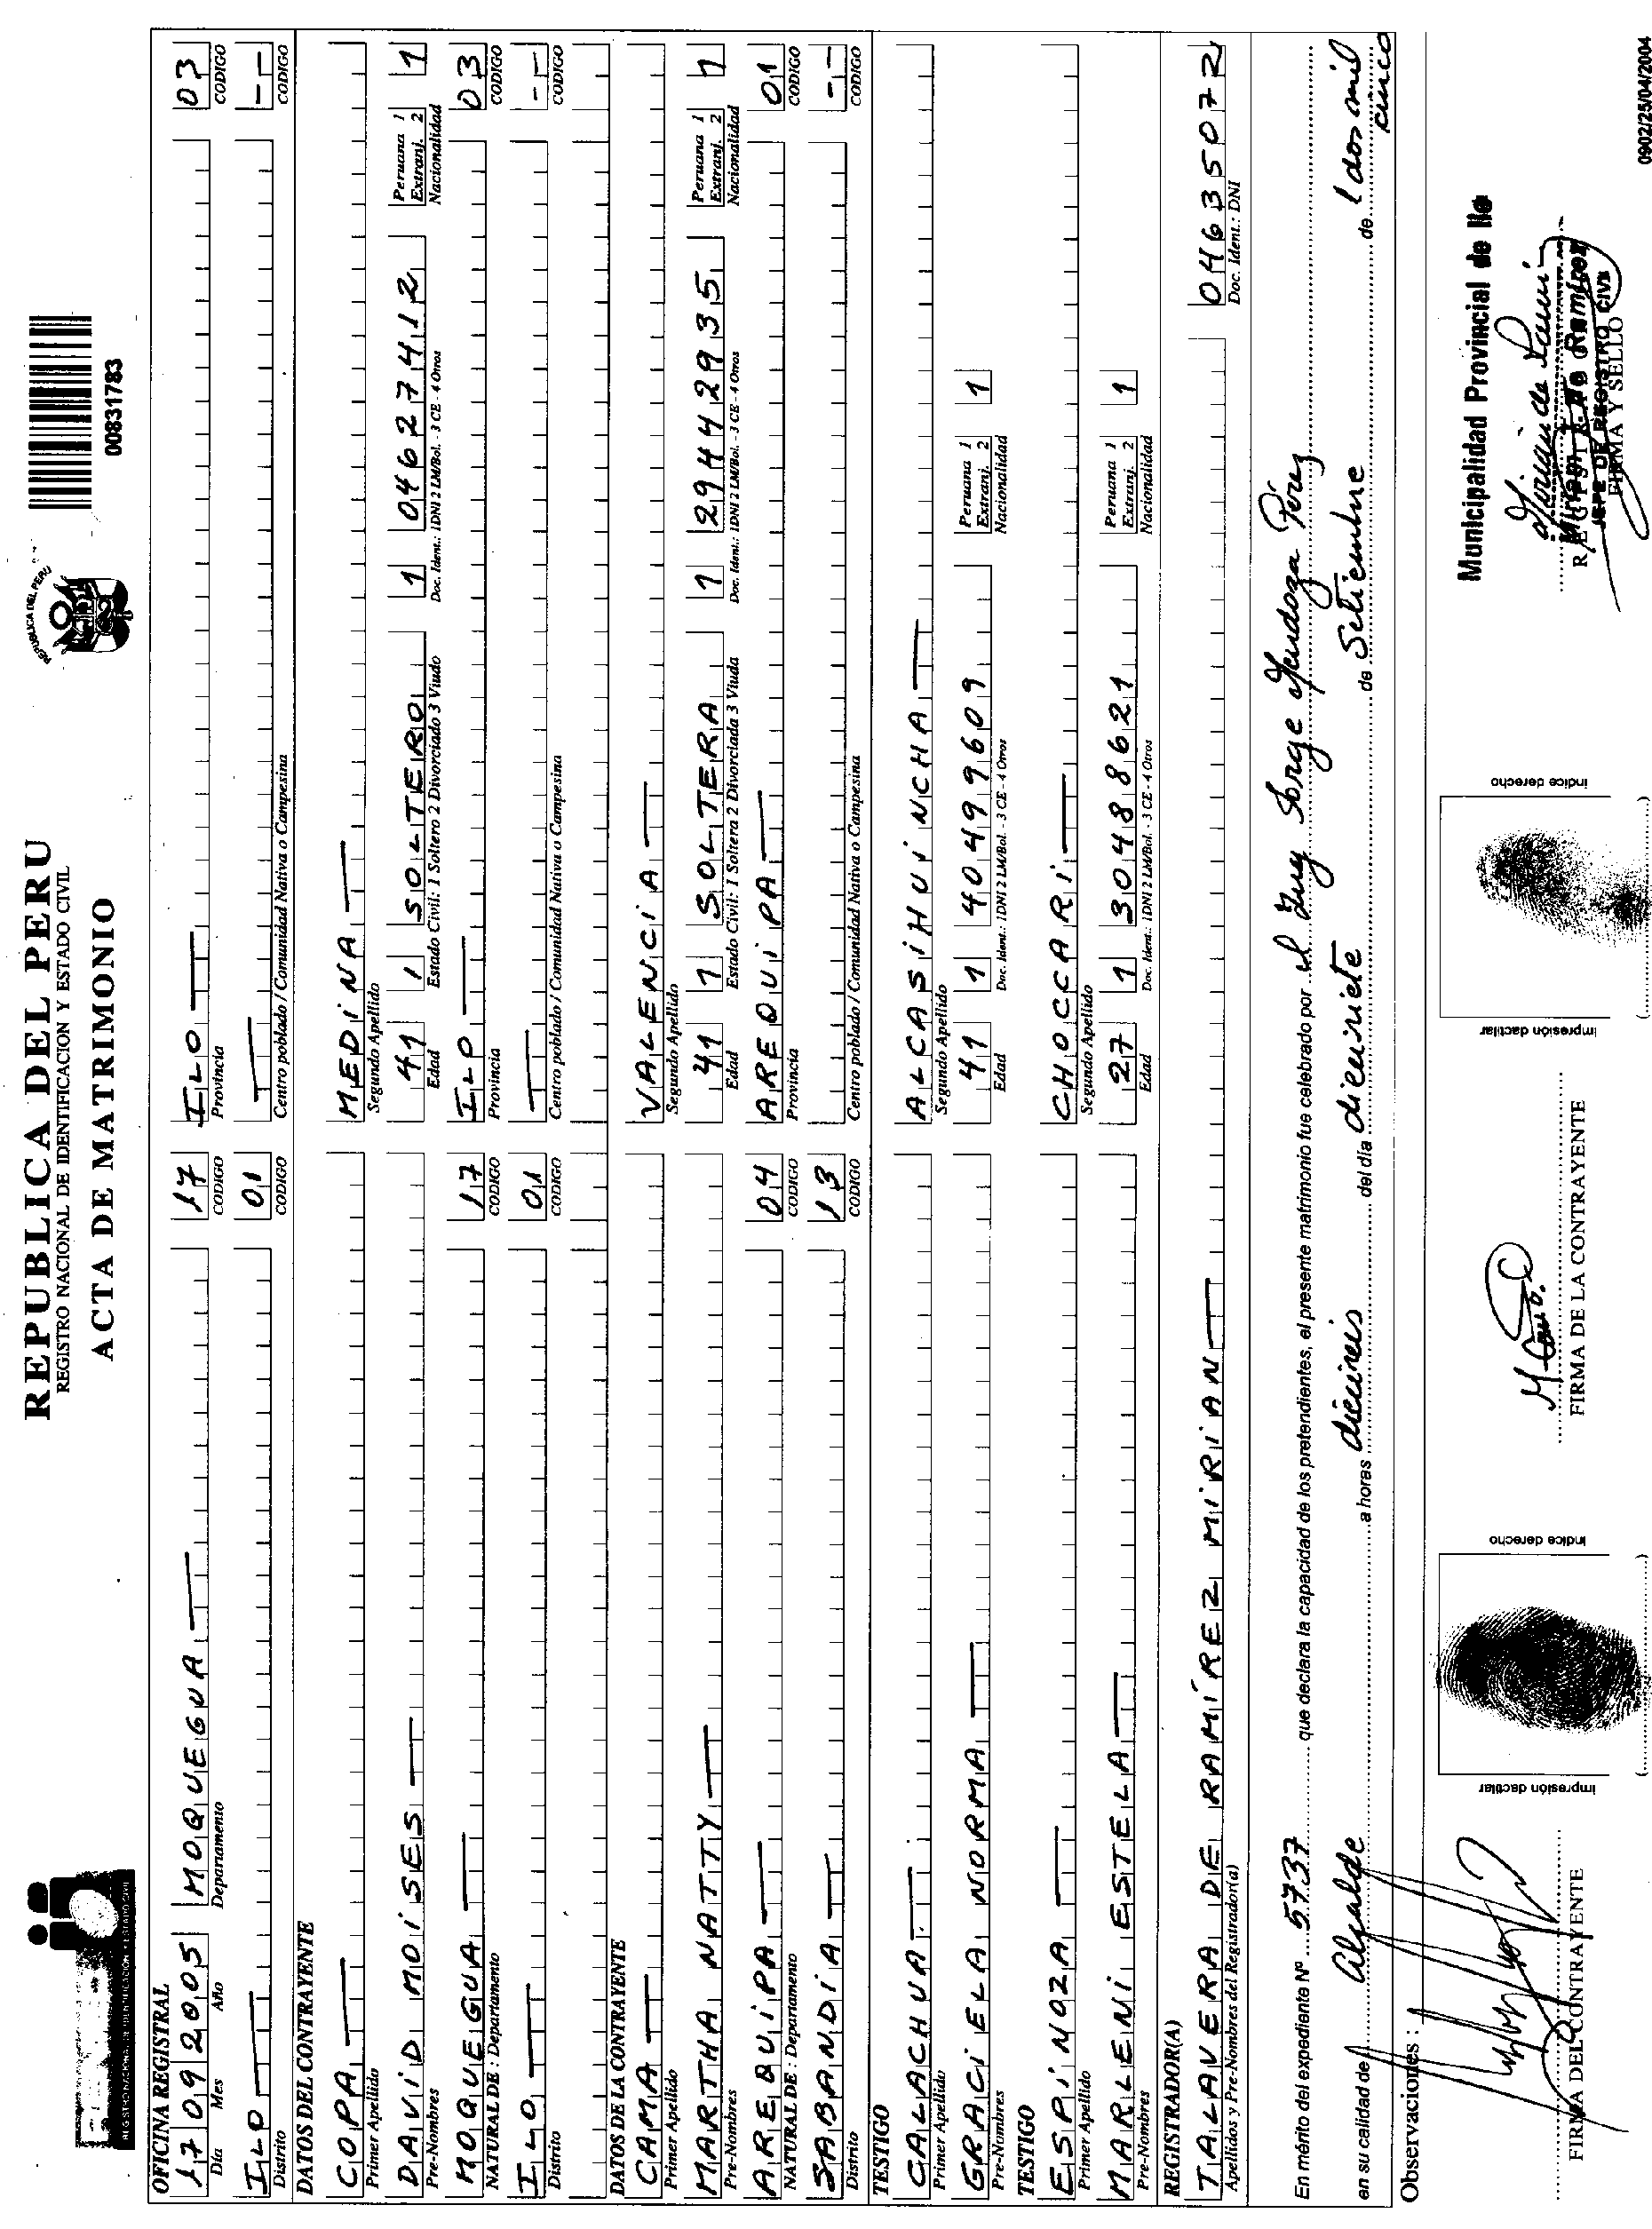 REPUBLICA DEL PERU
REGISTRO NACIONAL DE IDENTIFICACION Y ESTADO CIVIL
ACTA DE MATRIMONIO
REPUBLICA DEL PERU
00831783
OFICINA REGISTRAL
17 09 2005 MOQUEGUA 17 ILO 03
Día Mes Año Departamento CODIGO Provincia CODIGO
ILO 01 --
Distrito CODIGO Centro poblado / Comunidad Nativa o Campesina CODIGO
DATOS DEL CONTRAYENTE
COPA MEDINA
Primer Apellido Segundo Apellido
DAVID MOISES 41 1 SOLTERO 1 04627412 Peruana 1 Extranj. 2 1
Pre-Nombres Edad Estado Civil: 1 Soltero 2 Divorciado 3 Viudo Doc. Ident.: 1DNI 2 LM/Bol. - 3 CE - 4 Otros Nacionalidad
MOQUEGUA 17 ILO 03
NATURAL DE : Departamento CODIGO Provincia CODIGO
ILO 01 --
Distrito CODIGO Centro poblado / Comunidad Nativa o Campesina CODIGO
DATOS DE LA CONTRAYENTE
CAMA VALENCIA
Primer Apellido Segundo Apellido
MARTHA NATTY 41 1 SOLTERA 1 29442935 Peruana 1 Extranj. 2 1
Pre-Nombres Edad Estado Civil: 1 Soltera 2 Divorciada 3 Viuda Doc. Ident.: 1DNI 2 LM/Bol. - 3 CE - 4 Otros Nacionalidad
AREQUIPA 04 AREQUIPA 01
NATURAL DE : Departamento CODIGO Provincia CODIGO
SABANDIA 13 --
Distrito CODIGO Centro poblado / Comunidad Nativa o Campesina CODIGO
TESTIGO
CALACHUA ALCASIHUINCHA
Primer Apellido Segundo Apellido
GRACIELA NORMA 41 1 40499609 Peruana 1 Extranj. 2 1
Pre-Nombres Edad Doc. Ident.: 1DNI 2 LM/Bol. - 3 CE - 4 Otros Nacionalidad
TESTIGO
ESPINOZA CHOCCARI
Primer Apellido Segundo Apellido
MARLENI ESTELA 27 1 30488621 Peruana 1 Extranj. 2 1
Pre-Nombres Edad Doc. Ident.: 1DNI 2 LM/Bol. - 3 CE - 4 Otros Nacionalidad
REGISTRADOR(A)
TALAVERA DE RAMÍREZ MIRIAN 04635072
Apellidos y Pre-Nombres del Registrador(a) Doc. Ident.: DNI
En mérito del expediente Nº 5737 que declara la capacidad de los pretendientes, el presente matrimonio fue celebrado por el Ing Jorge Mendoza Pérez
en su calidad de Alcalde a horas dieciseis del día diecisiete de Setiembre de dos mil
cinco
Observaciones :
Municipalidad Provincial de Ilo
Impresión dactilar índice derecho
Impresión dactilar índice derecho
JEFE DE REGISTRO CIVIL
FIRMA DEL CONTRAYENTE FIRMA DE LA CONTRAYENTE FIRMA Y SELLO
0902/25/04/2004